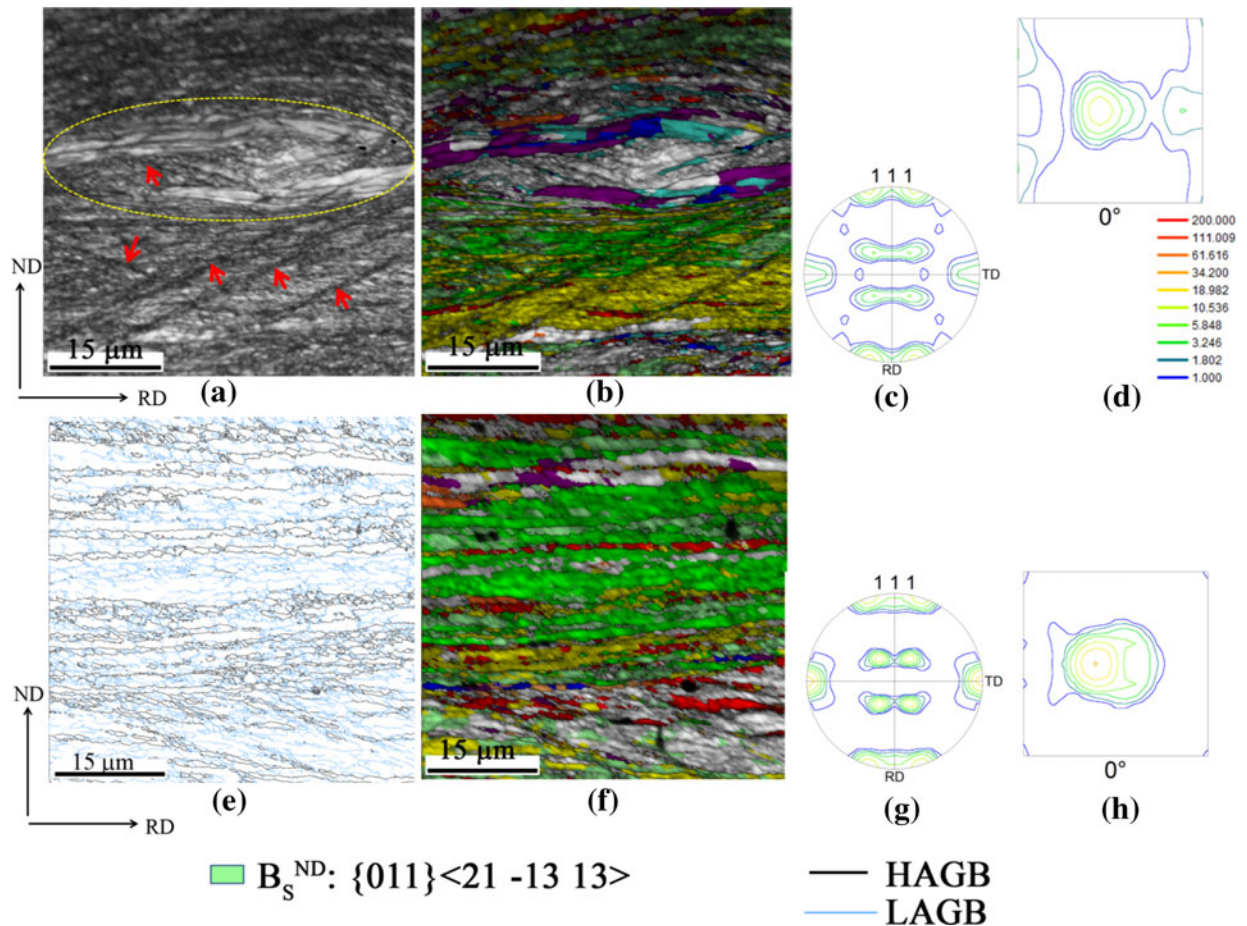 ND
RD
15 μm
(a)
15 μm
(b)
1 1 1
TD
RD
(c)
0°
(d)
200.000
111.009
61.616
34.200
18.982
10.536
5.848
3.246
1.802
1.000
ND
RD
15 μm
(e)
15 μm
(f)
1 1 1
TD
RD
(g)
0°
(h)
B_S^ND: {011}<21 -13 13>
HAGB
LAGB